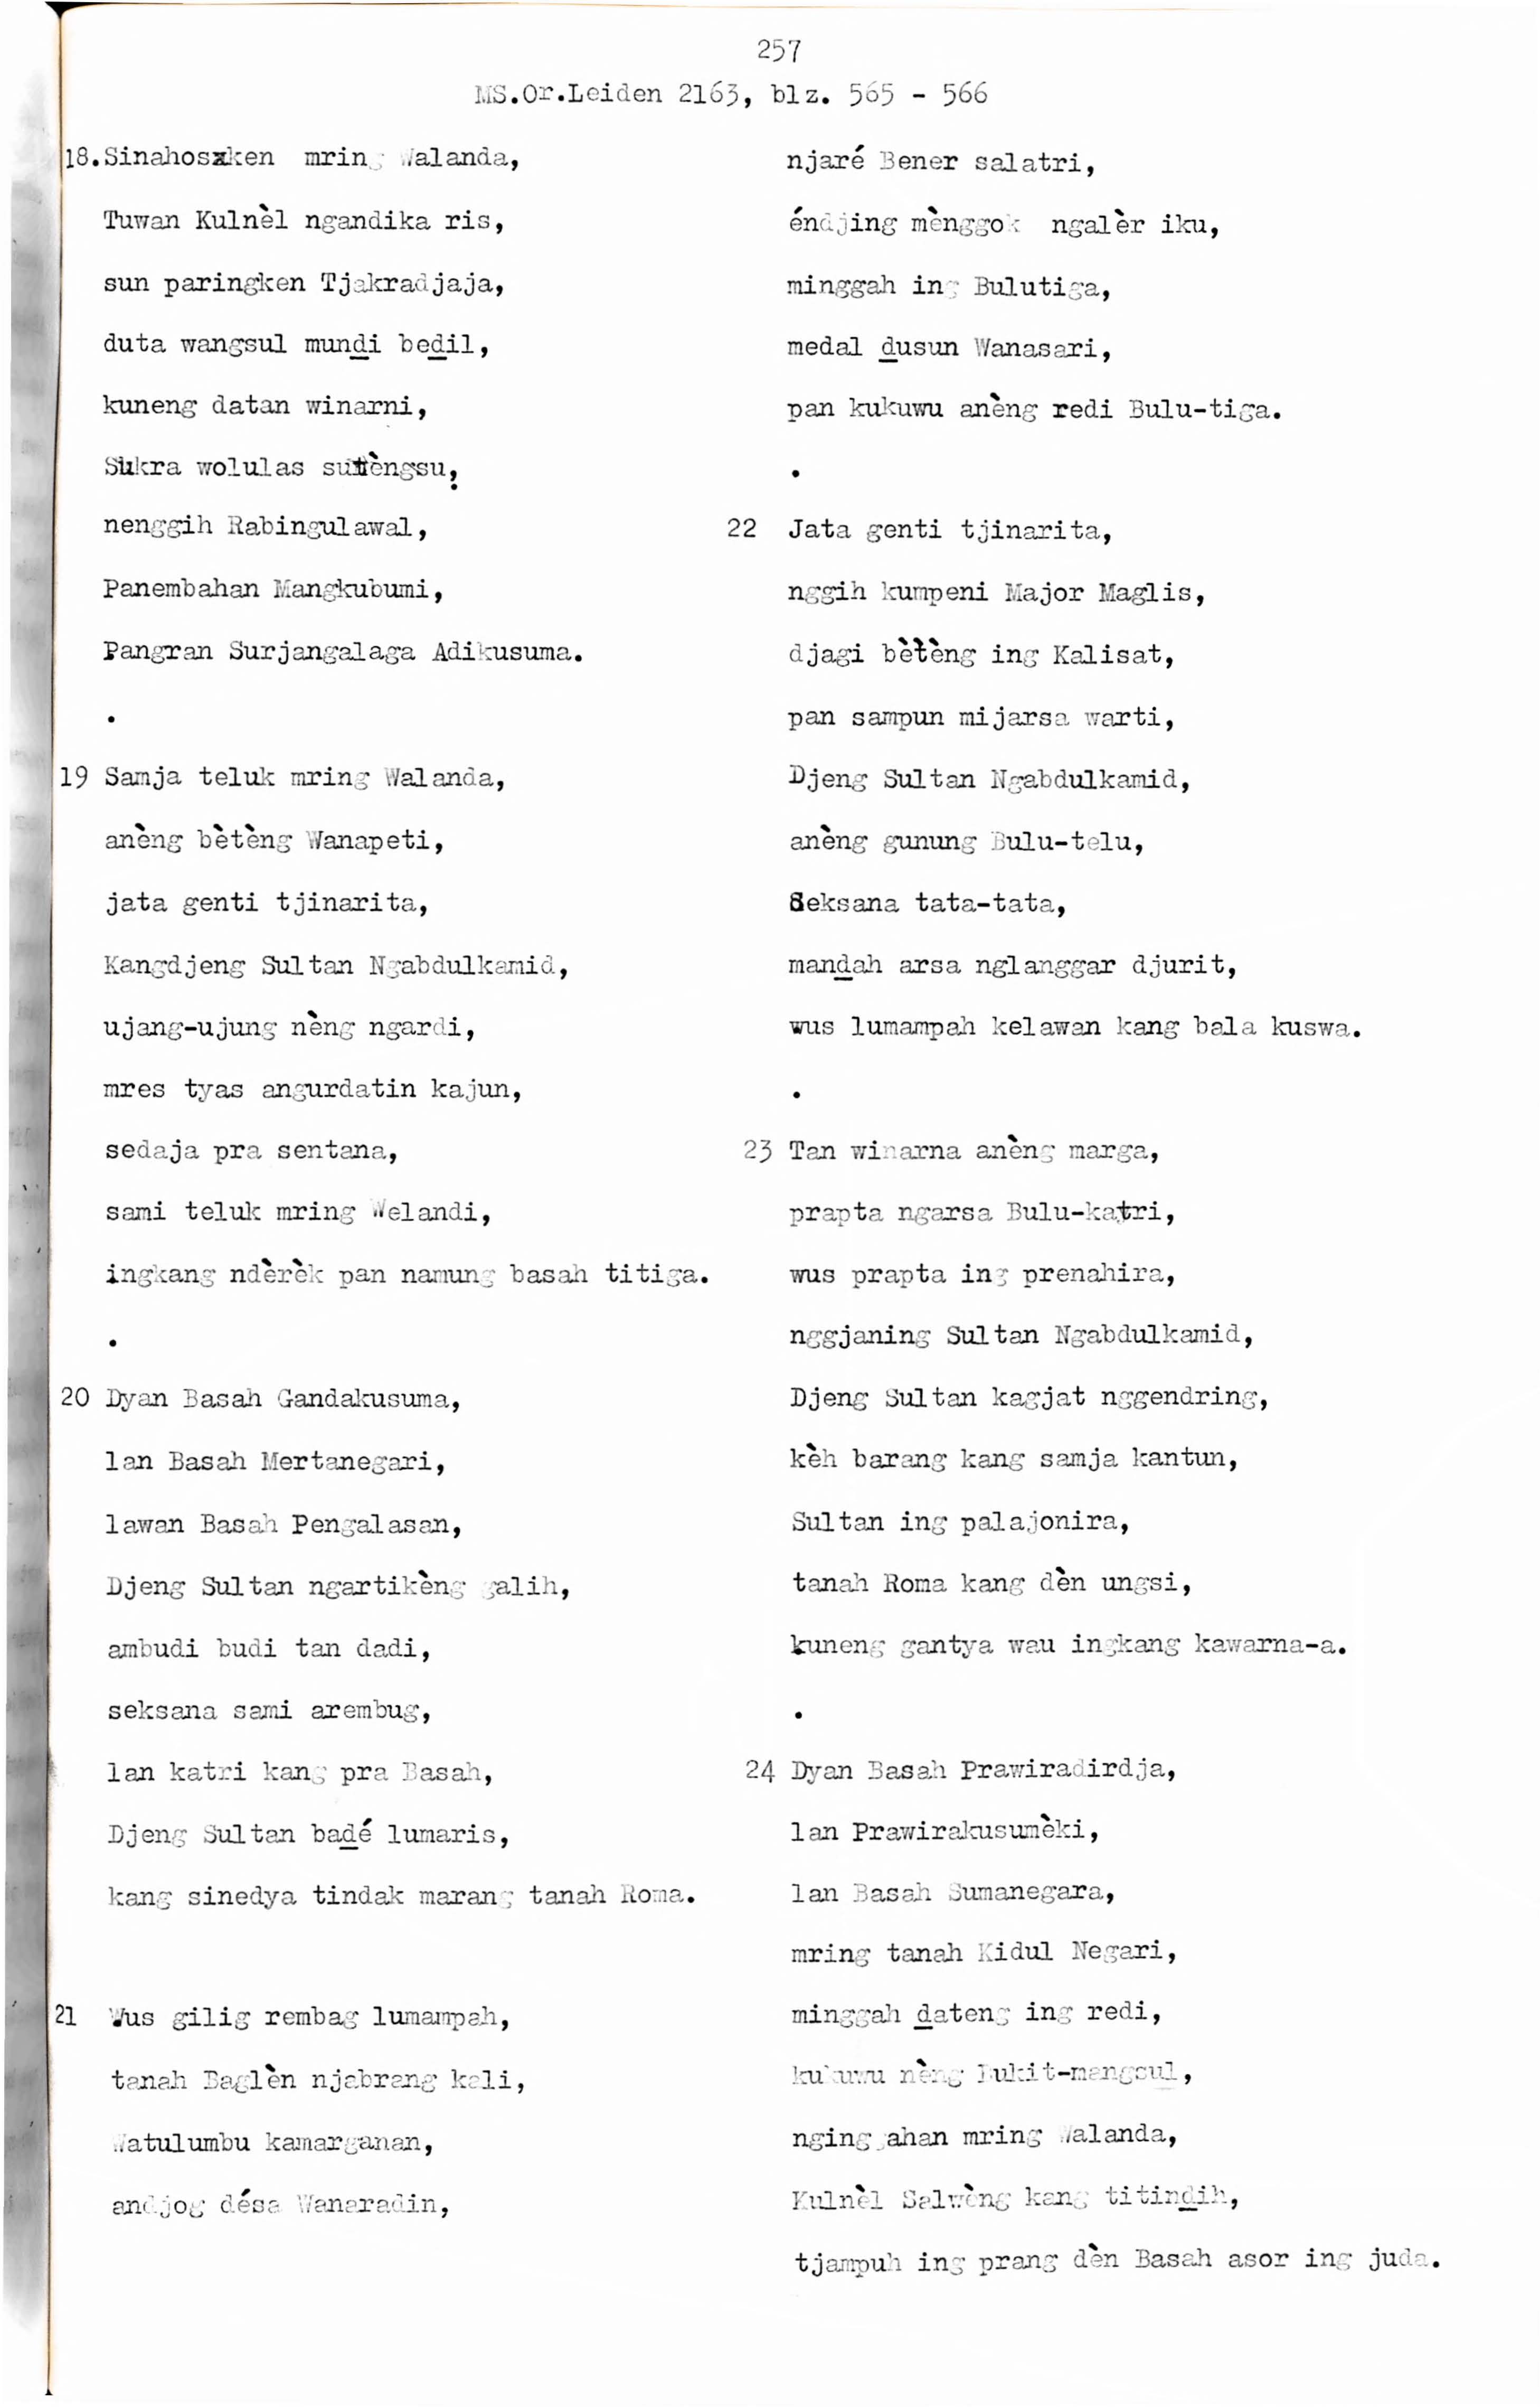 257
MS.Or.Leiden 2163, blz. 565 - 566
18.Sinahosaken mring Walanda,
Tuwan Kulnèl ngandika ris,
sun paringken Tjakradjaja,
duta wangsul mundi bedil,
kuneng datan winarni,
Sukra wolulas sitèngsu,
nenggih Rabingulawal,
Panembahan Mangkubumi,
Pangran Surjangalaga Adikusuma.
.
19 Samja teluk mring Walanda,
anèng bètèng Wanapeti,
jata genti tjinarita,
Kangdjeng Sultan Ngabdulkamid,
ujang-ujung nèng ngardi,
mres tyas angurdatin kajun,
sedaja pra sentana,
sami teluk mring Welandi,
ingkang ndèrèk pan namung basah titiga.
.
20 Dyan Basah Gandakusuma,
lan Basah Mertanegari,
lawan Basah Pengalasan,
Djeng Sultan ngartikèng galih,
ambudi budi tan dadi,
seksana sami arembug,
lan katri kang pra Basah,
Djeng Sultan badé lumaris,
kang sinedya tindak marang tanah Roma.
21 Wus gilig rembag lumampah,
tanah Baglèn njabrang kali,
Watulumbu kamarganan,
andjog désa Wanaradin,
njaré Bener salatri,
éndjing mènggok ngalèr iku,
minggah ing Bulutiga,
medal dusun Wanasari,
pan kukuwu anèng redi Bulu-tiga.
.
22 Jata genti tjinarita,
nggih kumpeni Major Maglis,
djagi bètèng ing Kalisat,
pan sampun mijarsa warti,
Djeng Sultan Ngabdulkamid,
anèng gunung Bulu-telu,
Seksana tata-tata,
mandah arsa nglanggar djurit,
wus lumampah kelawan kang bala kuswa.
.
23 Tan winarna anèng marga,
prapta ngarsa Bulu-katri,
wus prapta ing prenahira,
nggjaning Sultan Ngabdulkamid,
Djeng Sultan kagjat nggendring,
kèh barang kang samja kantun,
Sultan ing palajonira,
tanah Roma kang dèn ungsi,
kuneng gantya wau ingkang kawarna-a.
.
24 Dyan Basah Prawiradirdja,
lan Prawirakusumèki,
lan Basah Sumanegara,
mring tanah Kidul Negari,
minggah dateng ing redi,
kukuwu nèng Bukit-mangsul,
nginggahan mring Walanda,
Kulnèl Salwèng kang titindih,
tjampuh ing prang dèn Basah asor ing juda.